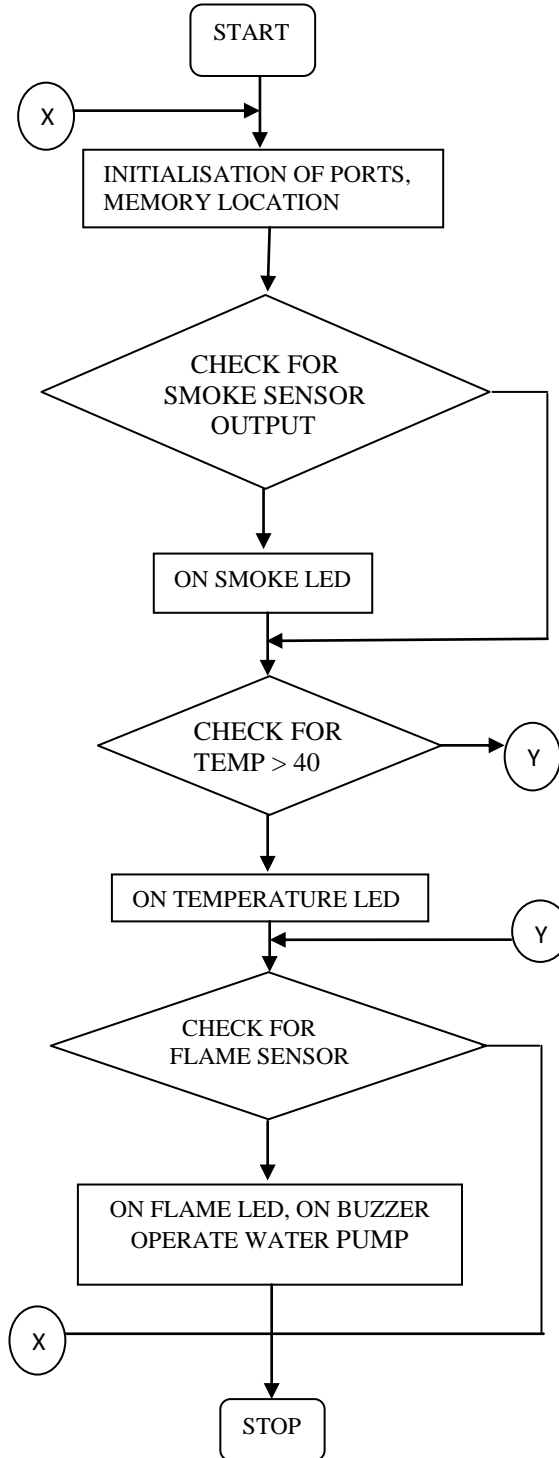 START
X
INITIALISATION OF PORTS,
MEMORY LOCATION
CHECK FOR
SMOKE SENSOR
OUTPUT
ON SMOKE LED
CHECK FOR
TEMP > 40
Y
ON TEMPERATURE LED
Y
CHECK FOR
FLAME SENSOR
ON FLAME LED, ON BUZZER
OPERATE WATER PUMP
X
STOP